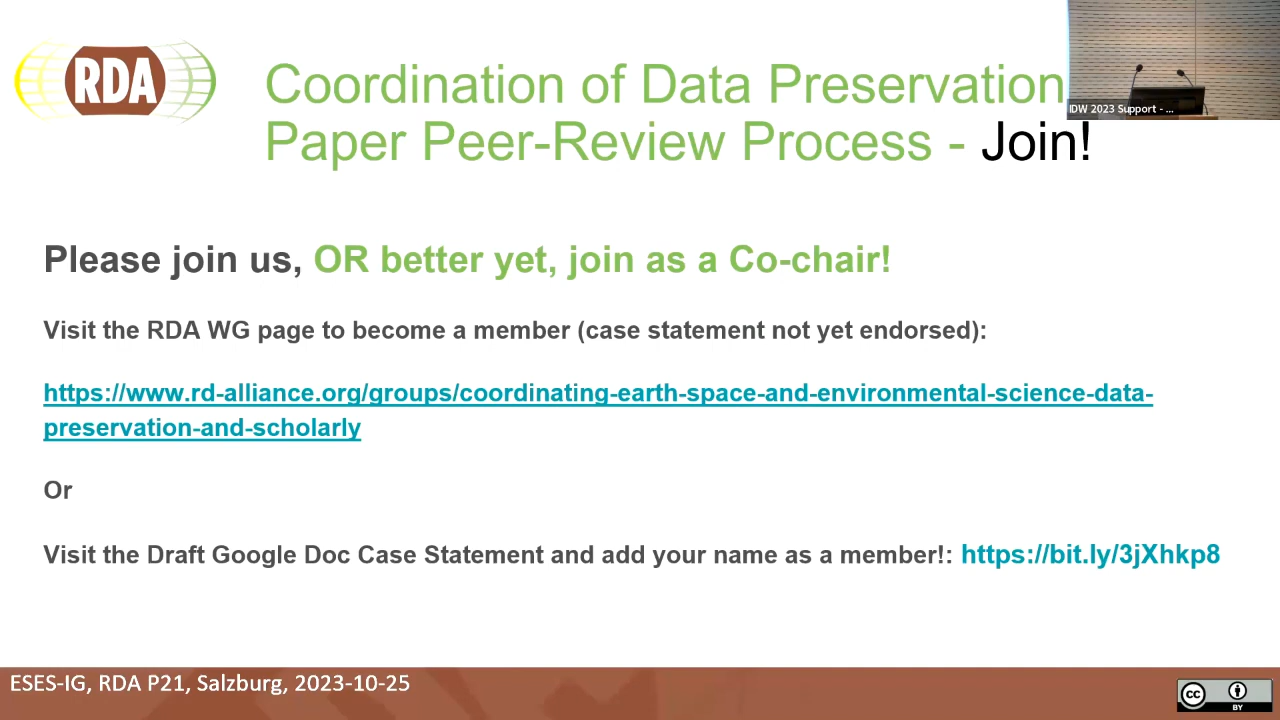 RDA
Coordination of Data Preservation
Paper Peer-Review Process - Join!
IDW 2023 Support - ...
Please join us, OR better yet, join as a Co-chair!
Visit the RDA WG page to become a member (case statement not yet endorsed):
https://www.rd-alliance.org/groups/coordinating-earth-space-and-environmental-science-data-
preservation-and-scholarly
Or
Visit the Draft Google Doc Case Statement and add your name as a member!: https://bit.ly/3jXhkp8
ESES-IG, RDA P21, Salzburg, 2023-10-25
cc
BY